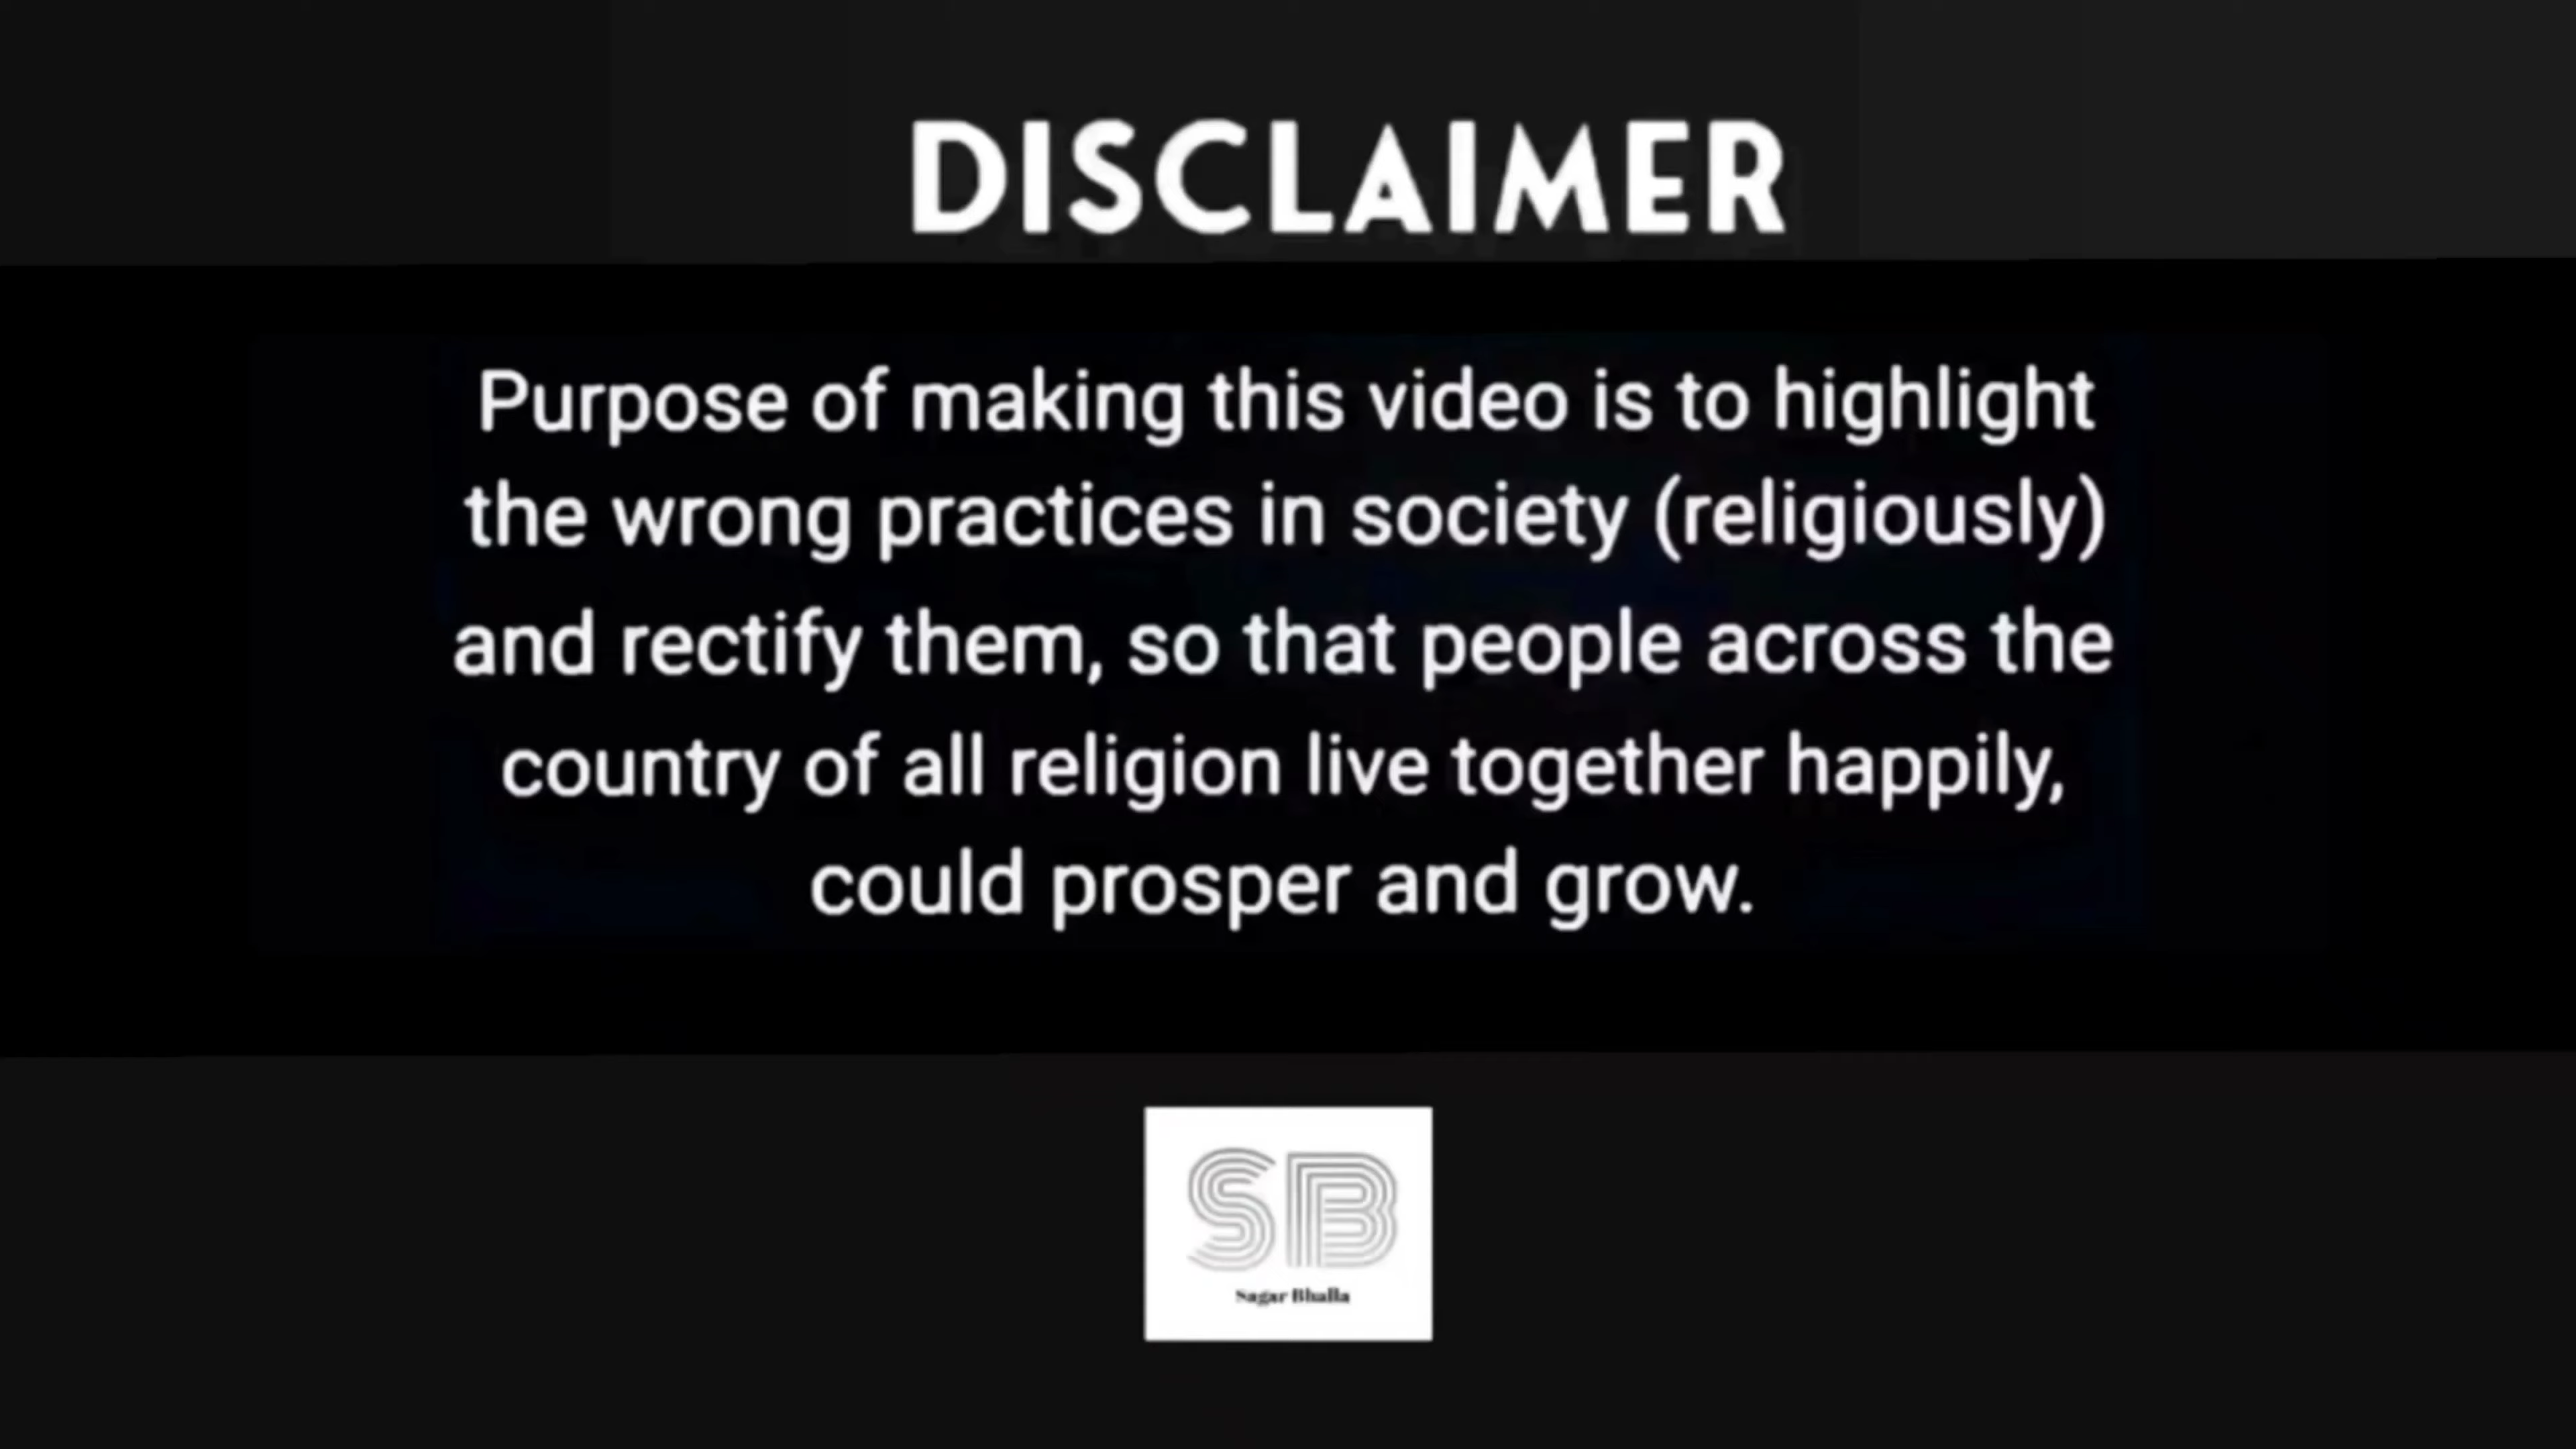 DISCLAIMER
Purpose of making this video is to highlight
the wrong practices in society (religiously)
and rectify them, so that people across the
country of all religion live together happily,
could prosper and grow.
SB
Sagar Bhalla